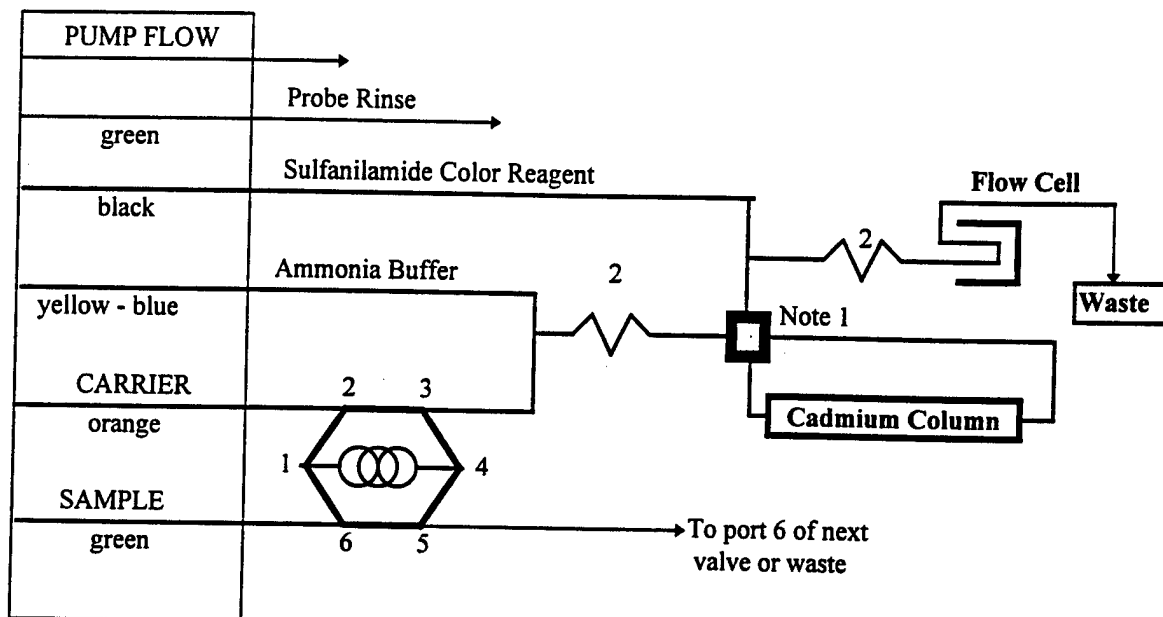 PUMP FLOW
Probe Rinse
green
Sulfanilamide Color Reagent
black
Flow Cell
2
Ammonia Buffer
2
yellow - blue
Waste
Note 1
CARRIER
2 3
orange
Cadmium Column
1 4
SAMPLE
green
6 5
To port 6 of next
valve or waste